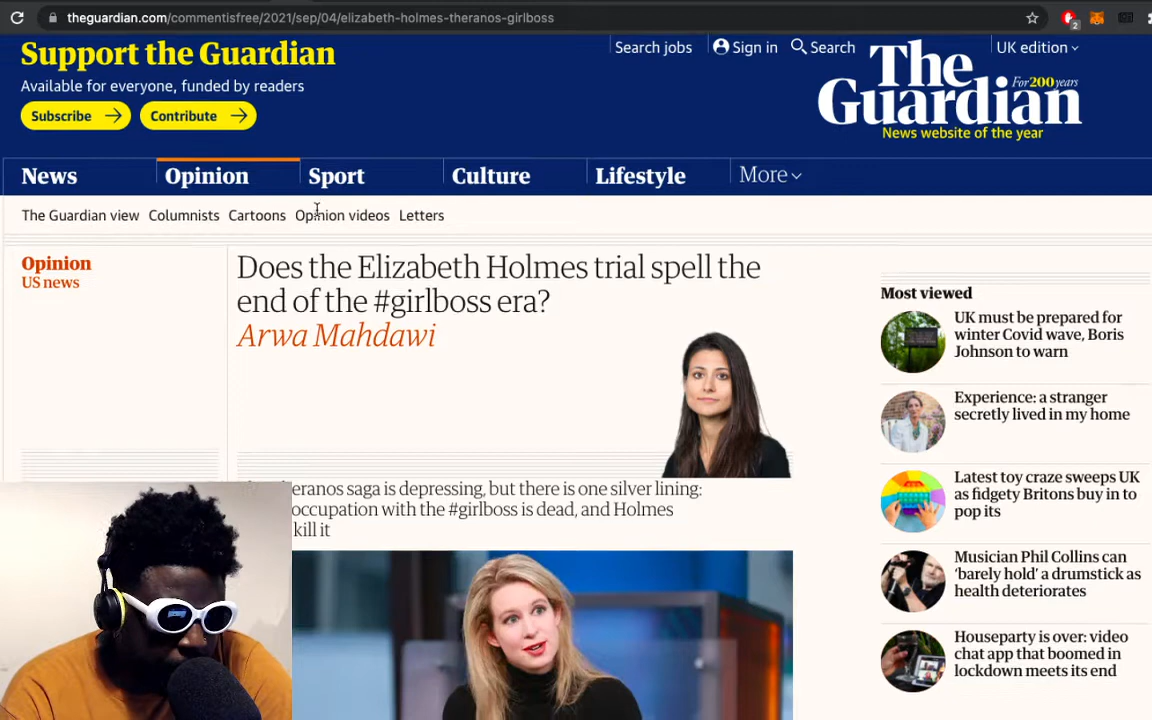 theguardian.com/commentisfree/2021/sep/04/elizabeth-holmes-theranos-girlboss
2
Support the Guardian
Available for everyone, funded by readers
Subscribe
Contribute
Search jobs
Sign in
Search
UK edition
The
Guardian
For 200 years
News website of the year
News
Opinion
Sport
Culture
Lifestyle
More
The Guardian view
Columnists
Cartoons
Opinion videos
Letters
Opinion
US news
Does the Elizabeth Holmes trial spell the
end of the #girlboss era?
Arwa Mahdawi
eranos saga is depressing, but there is one silver lining:
occupation with the #girlboss is dead, and Holmes
kill it
Most viewed
UK must be prepared for
winter Covid wave, Boris
Johnson to warn
Experience: a stranger
secretly lived in my home
Latest toy craze sweeps UK
as fidgety Britons buy in to
pop its
Musician Phil Collins can
‘barely hold’ a drumstick as
health deteriorates
Houseparty is over: video
chat app that boomed in
lockdown meets its end